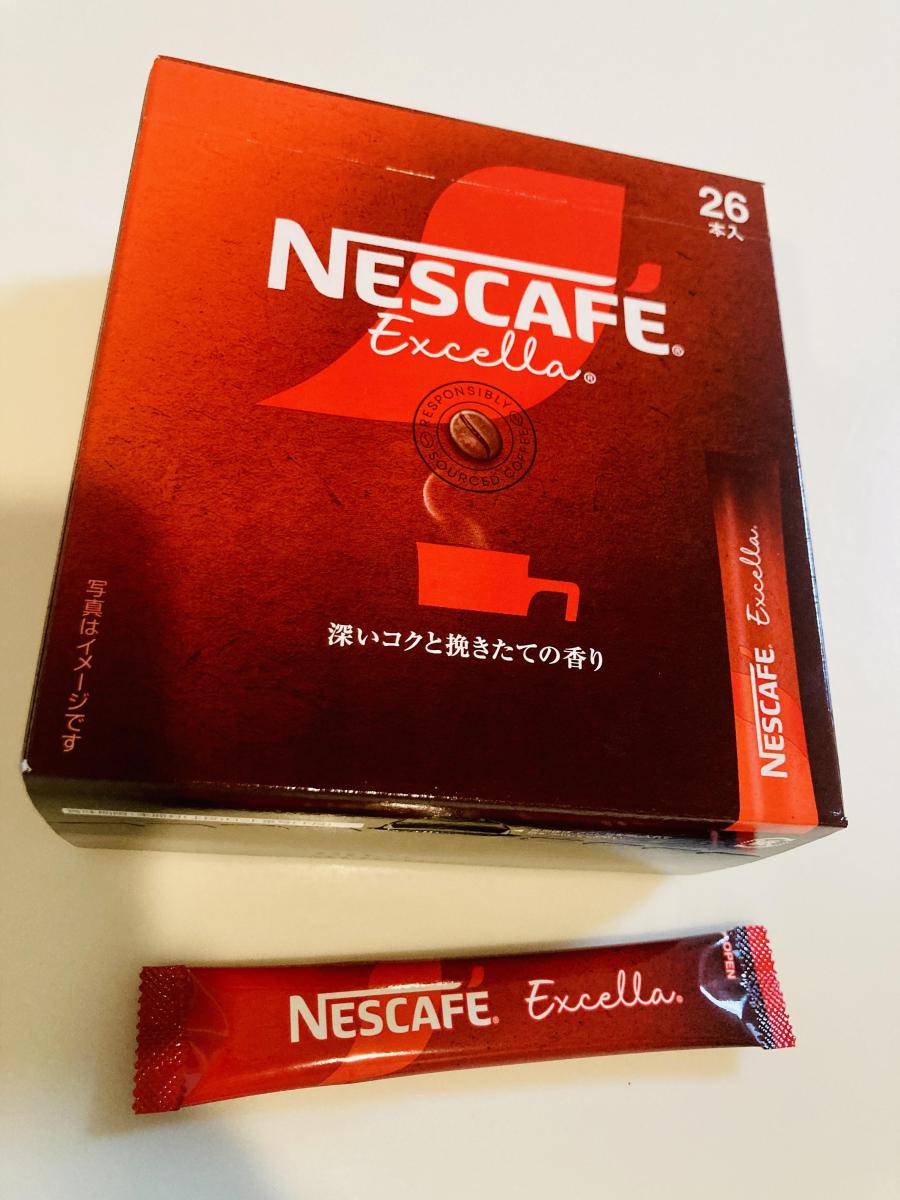 26
本入
NESCAFÉ®
Excella®
RESPONSIBLY
SOURCED COFFEE
深いコクと挽きたての香り
写真はイメージです
NESCAFÉ. Excella.
OPEN
NESCAFÉ. Excella.